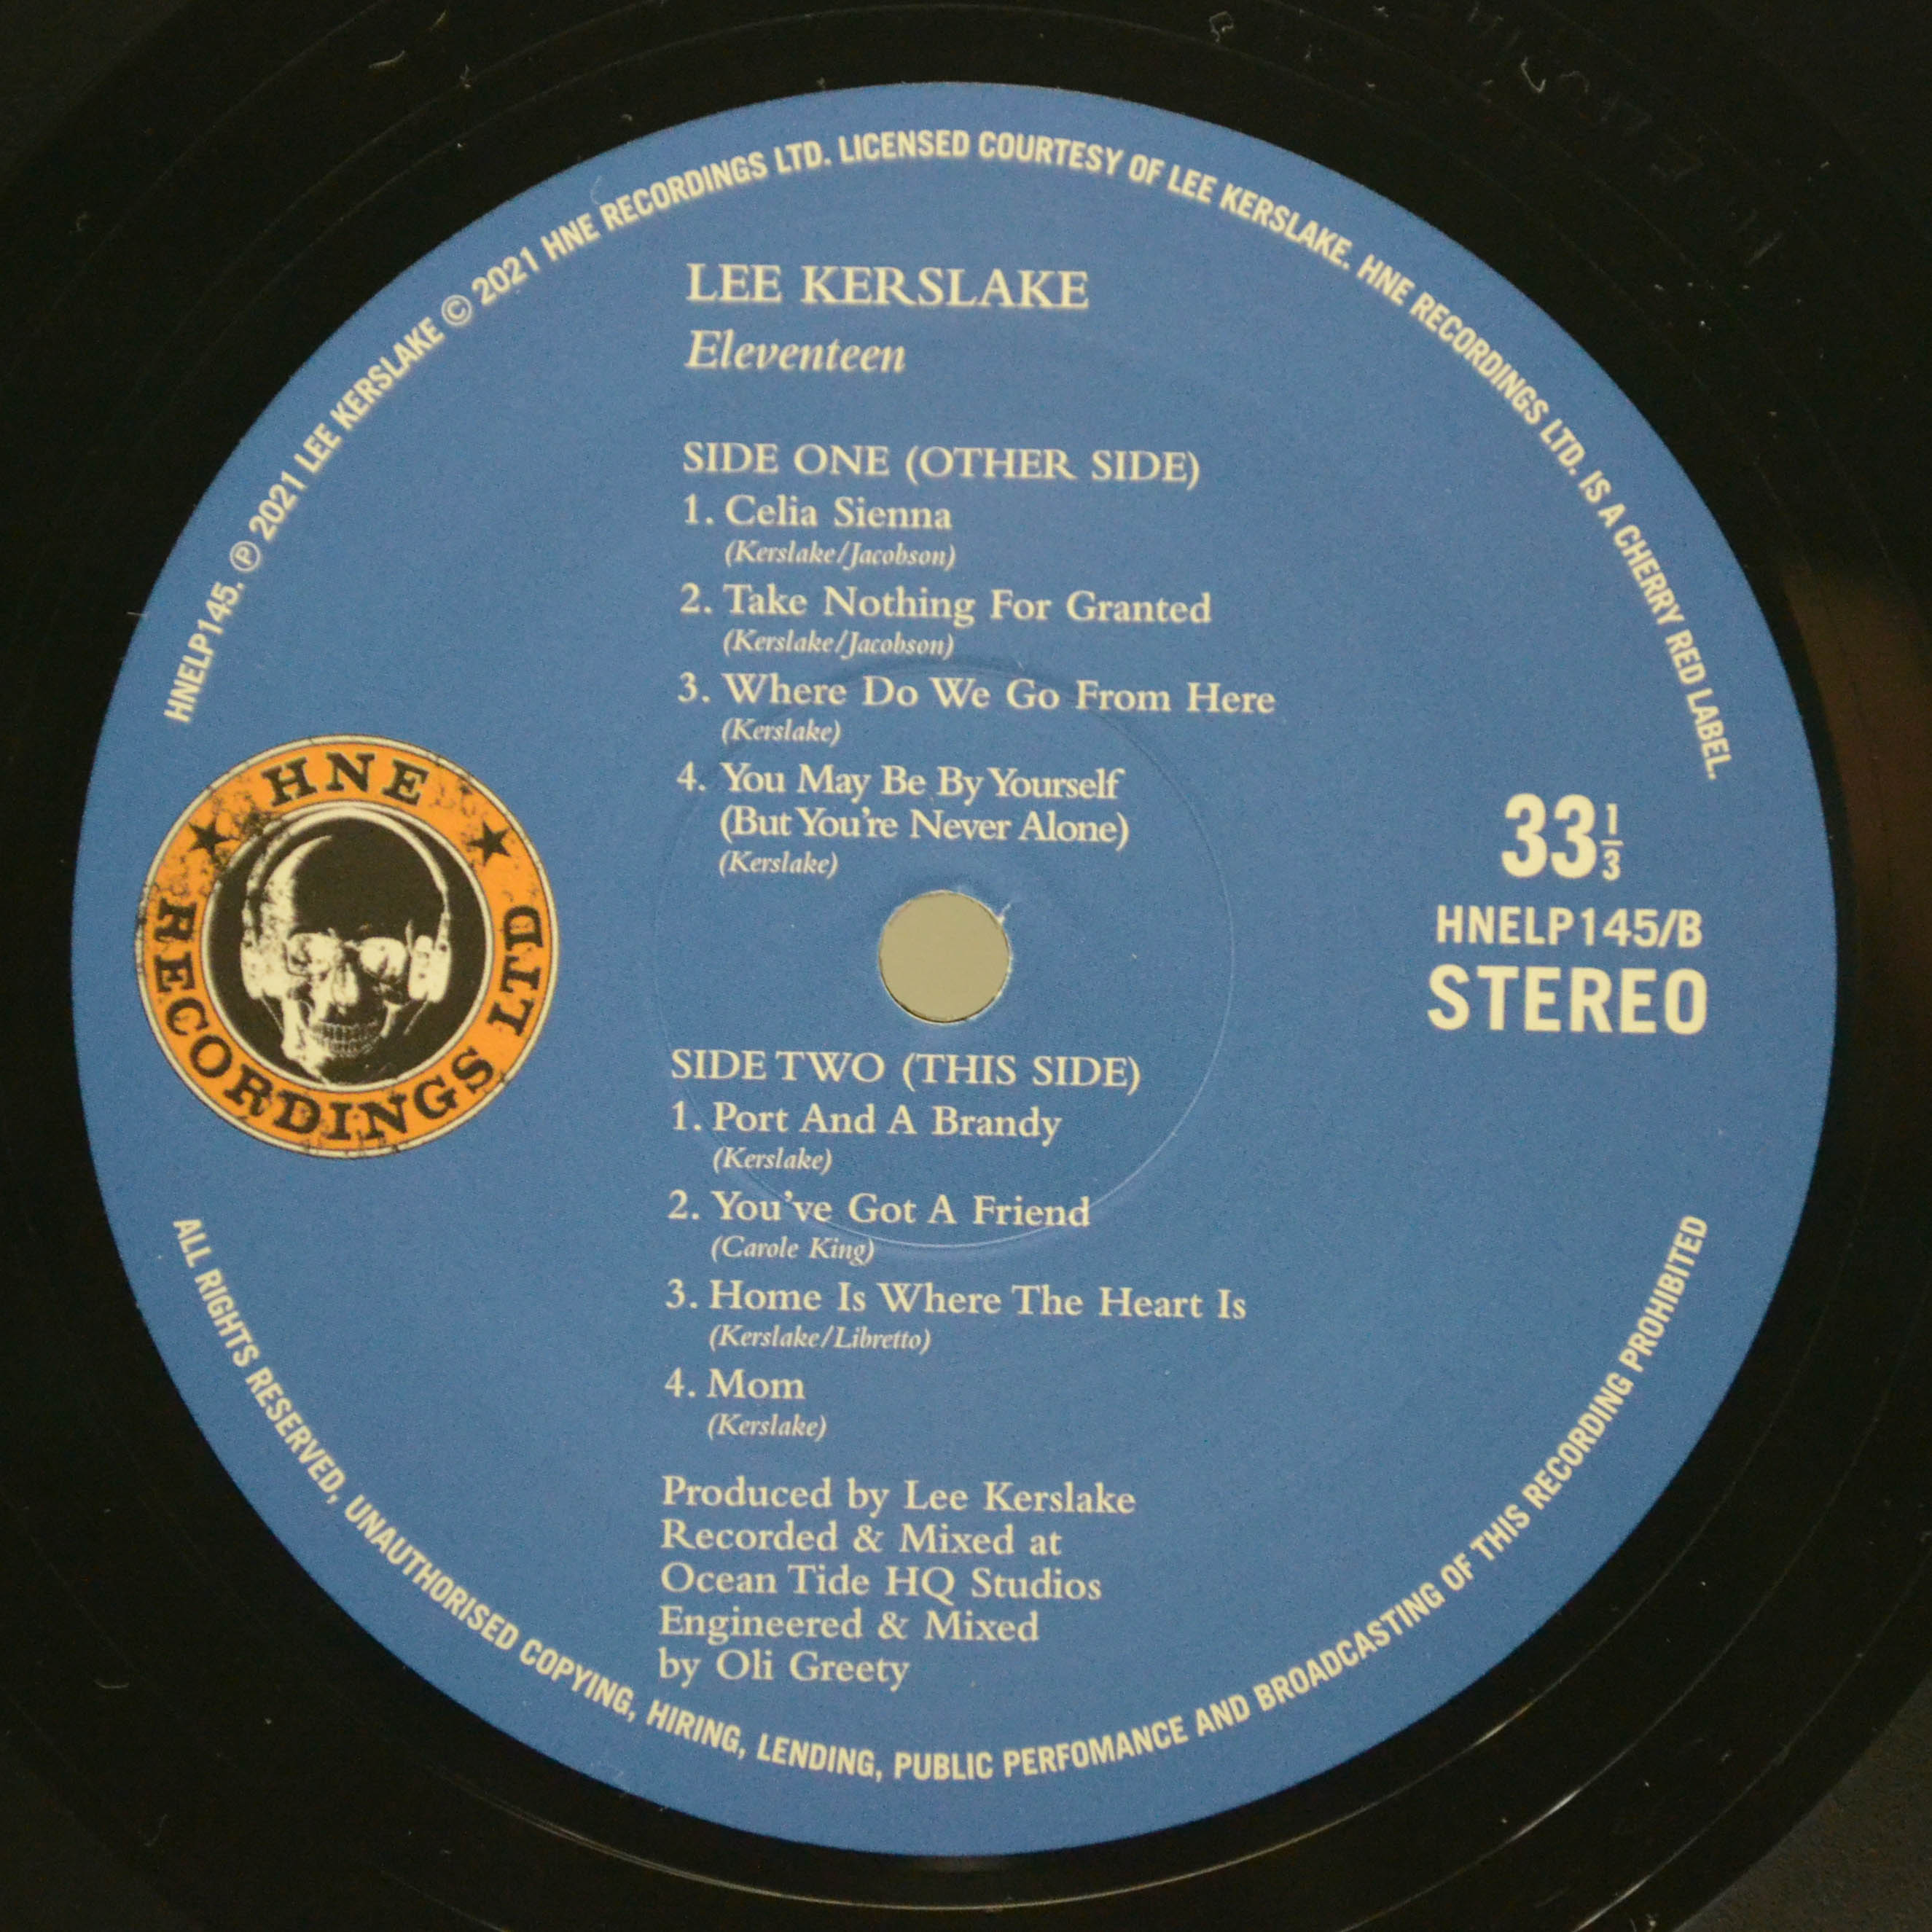 HNELP145. Ⓟ 2021 LEE KERSLAKE © 2021 HNE RECORDINGS LTD. LICENSED COURTESY OF LEE KERSLAKE. HNE RECORDINGS LTD. IS A CHERRY RED LABEL.
LEE KERSLAKE
Eleventeen
SIDE ONE (OTHER SIDE)
1. Celia Sienna
(Kerslake/Jacobson)
2. Take Nothing For Granted
(Kerslake/Jacobson)
3. Where Do We Go From Here
(Kerslake)
4. You May Be By Yourself
(But You're Never Alone)
(Kerslake)
HNE
RECORDINGS LTD
33 1/3
HNELP145/B
STEREO
SIDE TWO (THIS SIDE)
1. Port And A Brandy
(Kerslake)
2. You've Got A Friend
(Carole King)
3. Home Is Where The Heart Is
(Kerslake/Libretto)
4. Mom
(Kerslake)
Produced by Lee Kerslake
Recorded & Mixed at
Ocean Tide HQ Studios
Engineered & Mixed
by Oli Greety
ALL RIGHTS RESERVED, UNAUTHORISED COPYING, HIRING, LENDING, PUBLIC PERFOMANCE AND BROADCASTING OF THIS RECORDING PROHIBITED